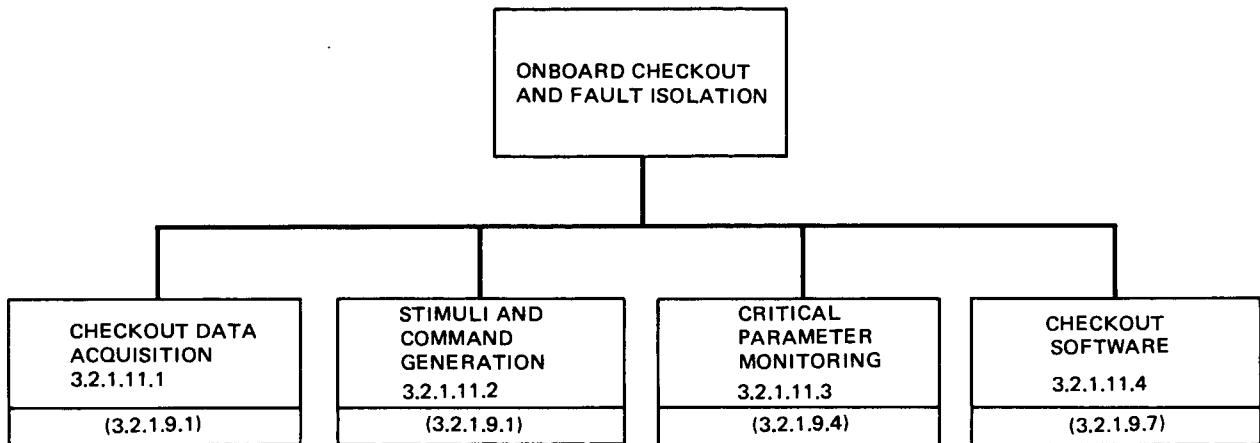 ONBOARD CHECKOUT
AND FAULT ISOLATION
CHECKOUT DATA
ACQUISITION
3.2.1.11.1
(3.2.1.9.1)
STIMULI AND
COMMAND
GENERATION
3.2.1.11.2
(3.2.1.9.1)
CRITICAL
PARAMETER
MONITORING
3.2.1.11.3
(3.2.1.9.4)
CHECKOUT
SOFTWARE
3.2.1.11.4
(3.2.1.9.7)